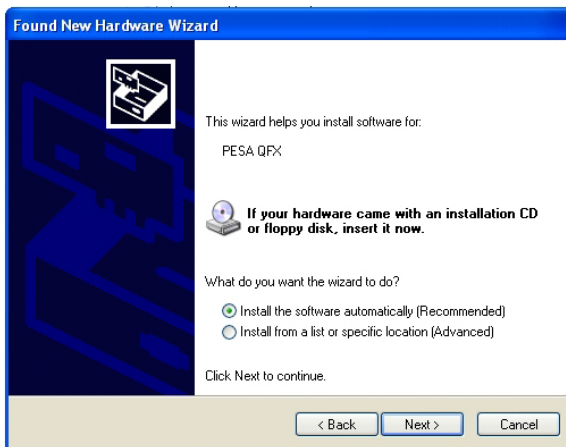 Found New Hardware Wizard
This wizard helps you install software for:
PESA QFX
If your hardware came with an installation CD
or floppy disk, insert it now.
What do you want the wizard to do?
Install the software automatically (Recommended)
Install from a list or specific location (Advanced)
Click Next to continue.
< Back
Next >
Cancel